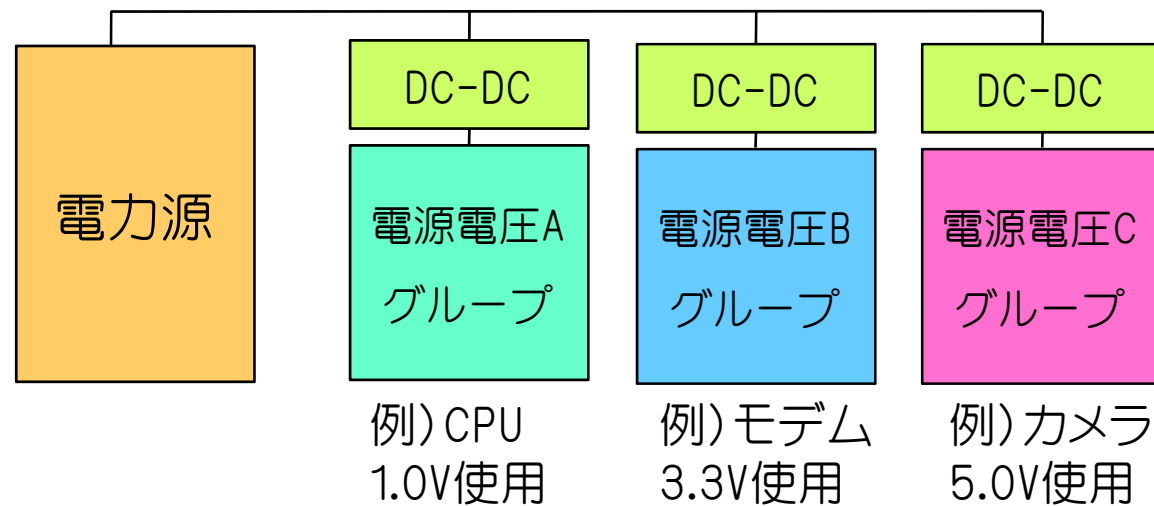 電力源
DC-DC
電源電圧A
グループ
例)CPU
1.0V使用
DC-DC
電源電圧B
グループ
例)モデム
3.3V使用
DC-DC
電源電圧C
グループ
例)カメラ
5.0V使用